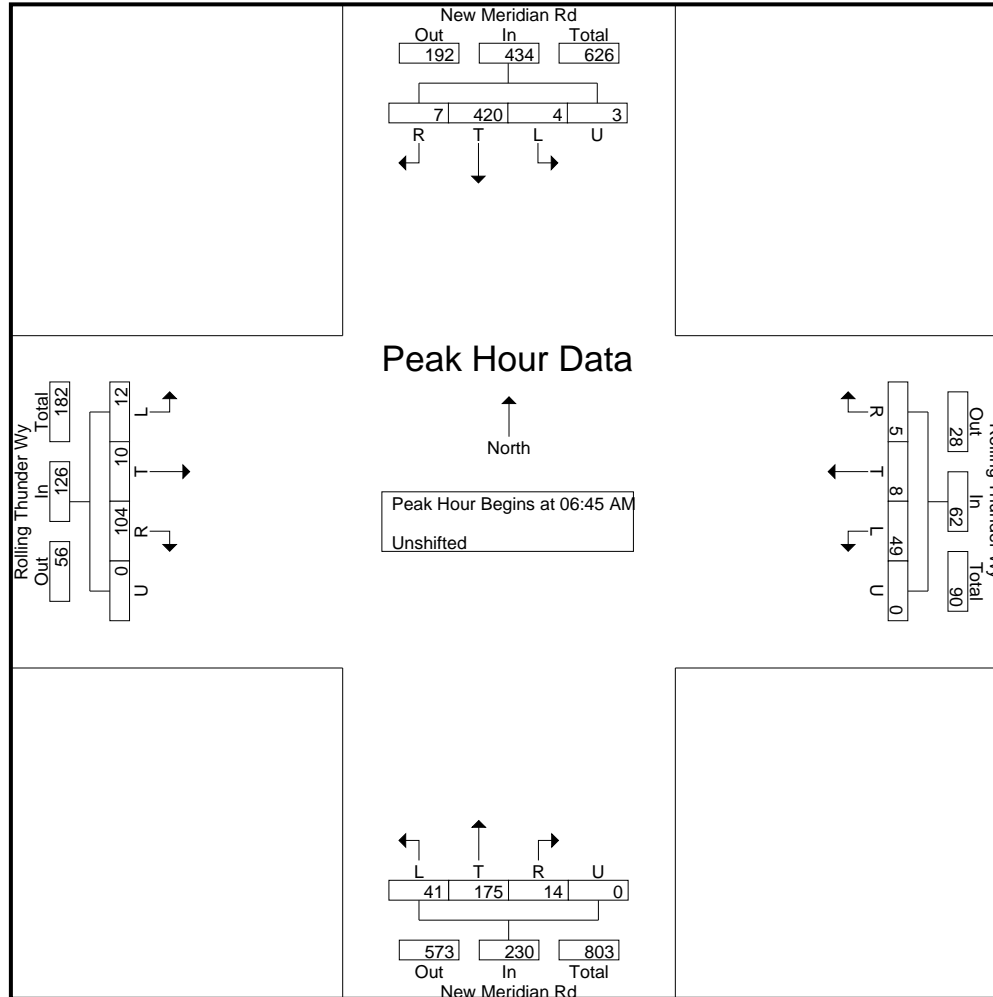 New Meridian Rd
Out In Total
192 434 626
7 420 4 3
R T L U
Peak Hour Data
North
Peak Hour Begins at 06:45 AM
Unshifted
Rolling Thunder Wy
Total In Out
182 126 56
12 10 104 0
L T R U
Rolling Thunder Wy
Out In Total
28 62 90
5 8 49 0
R T L U
L T R U
41 175 14 0
573 230 803
Out In Total
New Meridian Rd